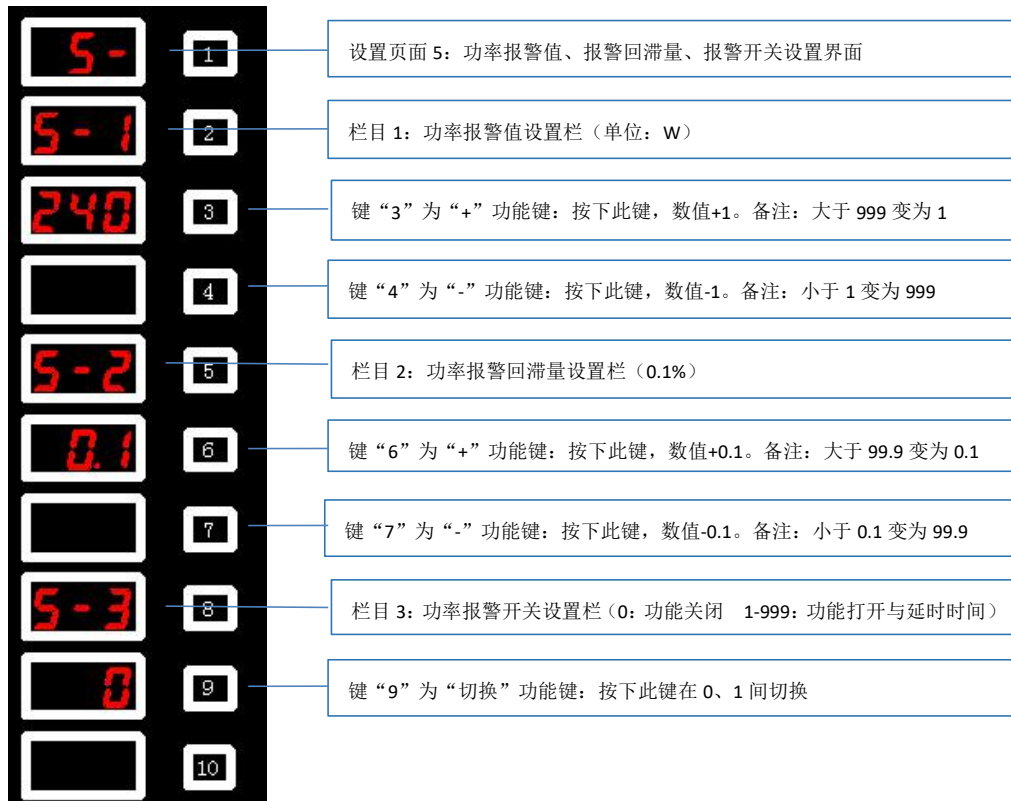 5- 1 设置页面 5：功率报警值、报警回滞量、报警开关设置界面
5-1 2 栏目 1：功率报警值设置栏（单位：W）
240 3 键“3”为“+”功能键：按下此键，数值+1。备注：大于 999 变为 1
4 键“4”为“-”功能键：按下此键，数值-1。备注：小于 1 变为 999
5-2 5 栏目 2：功率报警回滞量设置栏（0.1%）
0.1 6 键“6”为“+”功能键：按下此键，数值+0.1。备注：大于 99.9 变为 0.1
7 键“7”为“-”功能键：按下此键，数值-0.1。备注：小于 0.1 变为 99.9
5-3 8 栏目 3：功率报警开关设置栏（0：功能关闭 1-999：功能打开与延时时间）
0 9 键“9”为“切换”功能键：按下此键在 0、1 间切换
10